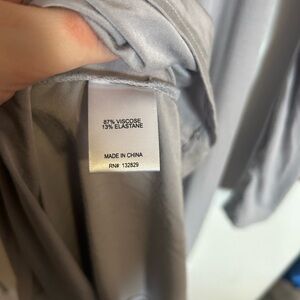 87% VISCOSE
13% ELASTANE
MADE IN CHINA
RN# 132829